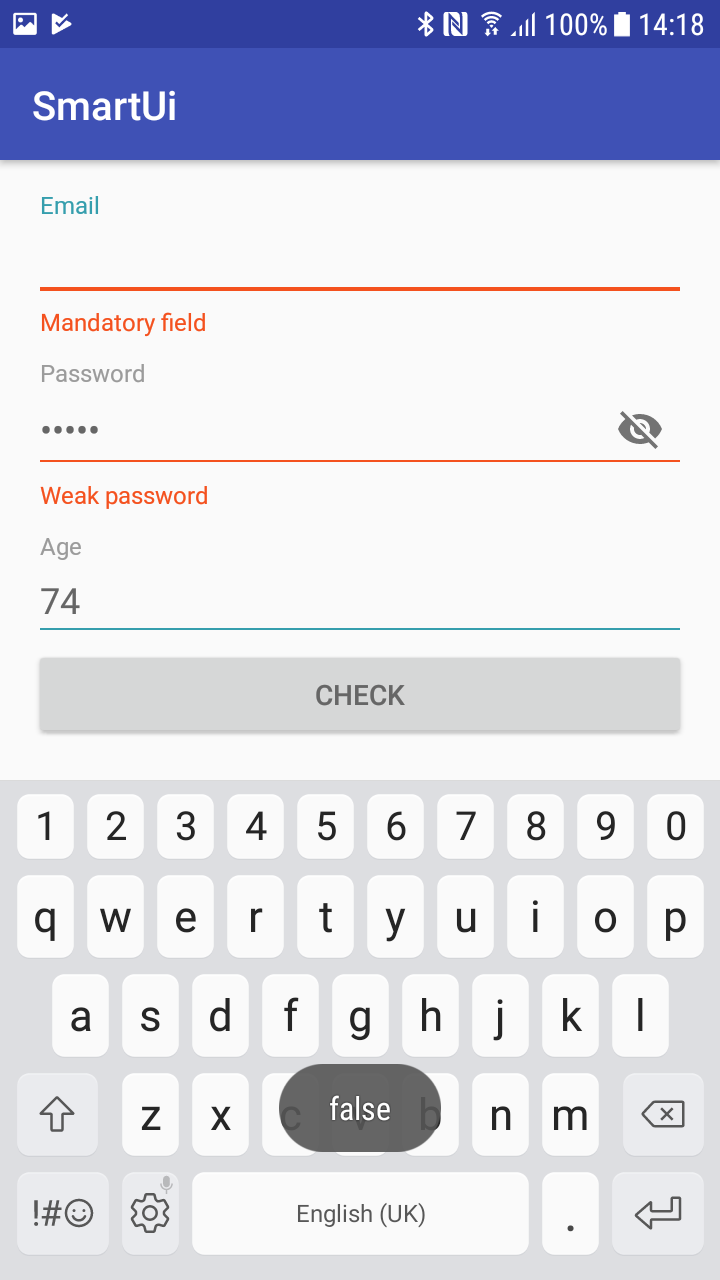 100% 14:18
SmartUi
Email
Mandatory field
Password
•••••
Weak password
Age
74
CHECK
1 2 3 4 5 6 7 8 9 0
q w e r t y u i o p
a s d f g h j k l
z x c v b n m
false
!#☺ English (UK) .